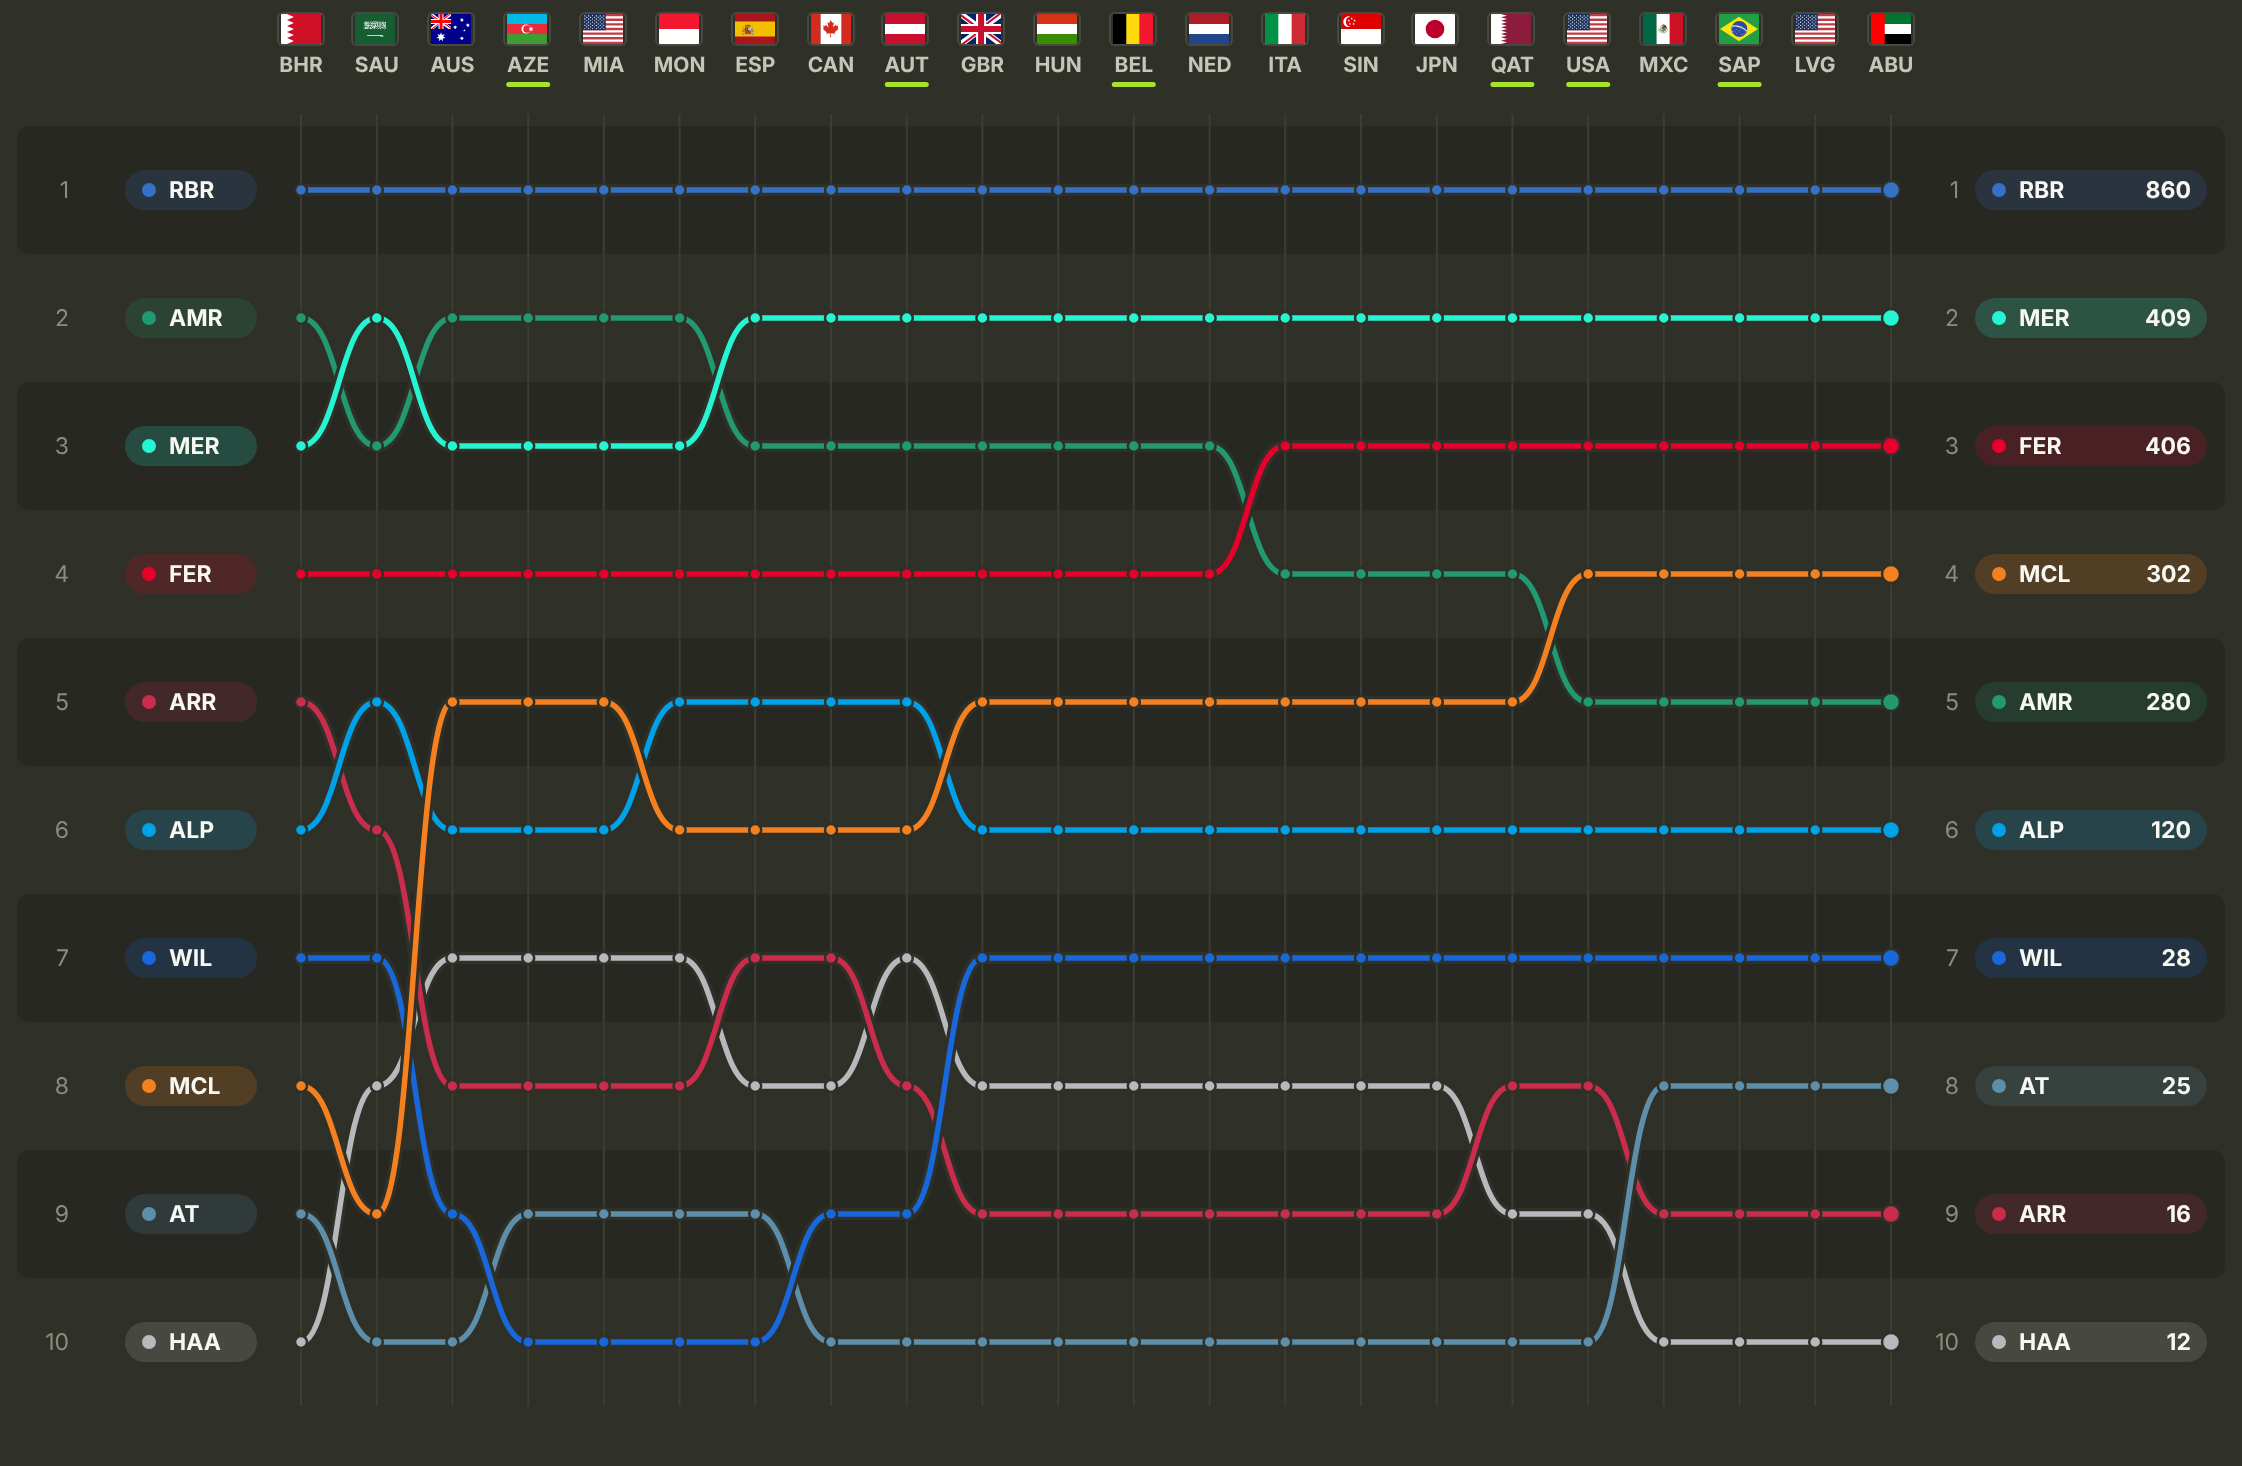 BHR SAU AUS AZE MIA MON ESP CAN AUT GBR HUN BEL NED ITA SIN JPN QAT USA MXC SAP LVG ABU
1 RBR 1 RBR 860
2 AMR 2 MER 409
3 MER 3 FER 406
4 FER 4 MCL 302
5 ARR 5 AMR 280
6 ALP 6 ALP 120
7 WIL 7 WIL 28
8 MCL 8 AT 25
9 AT 9 ARR 16
10 HAA 10 HAA 12